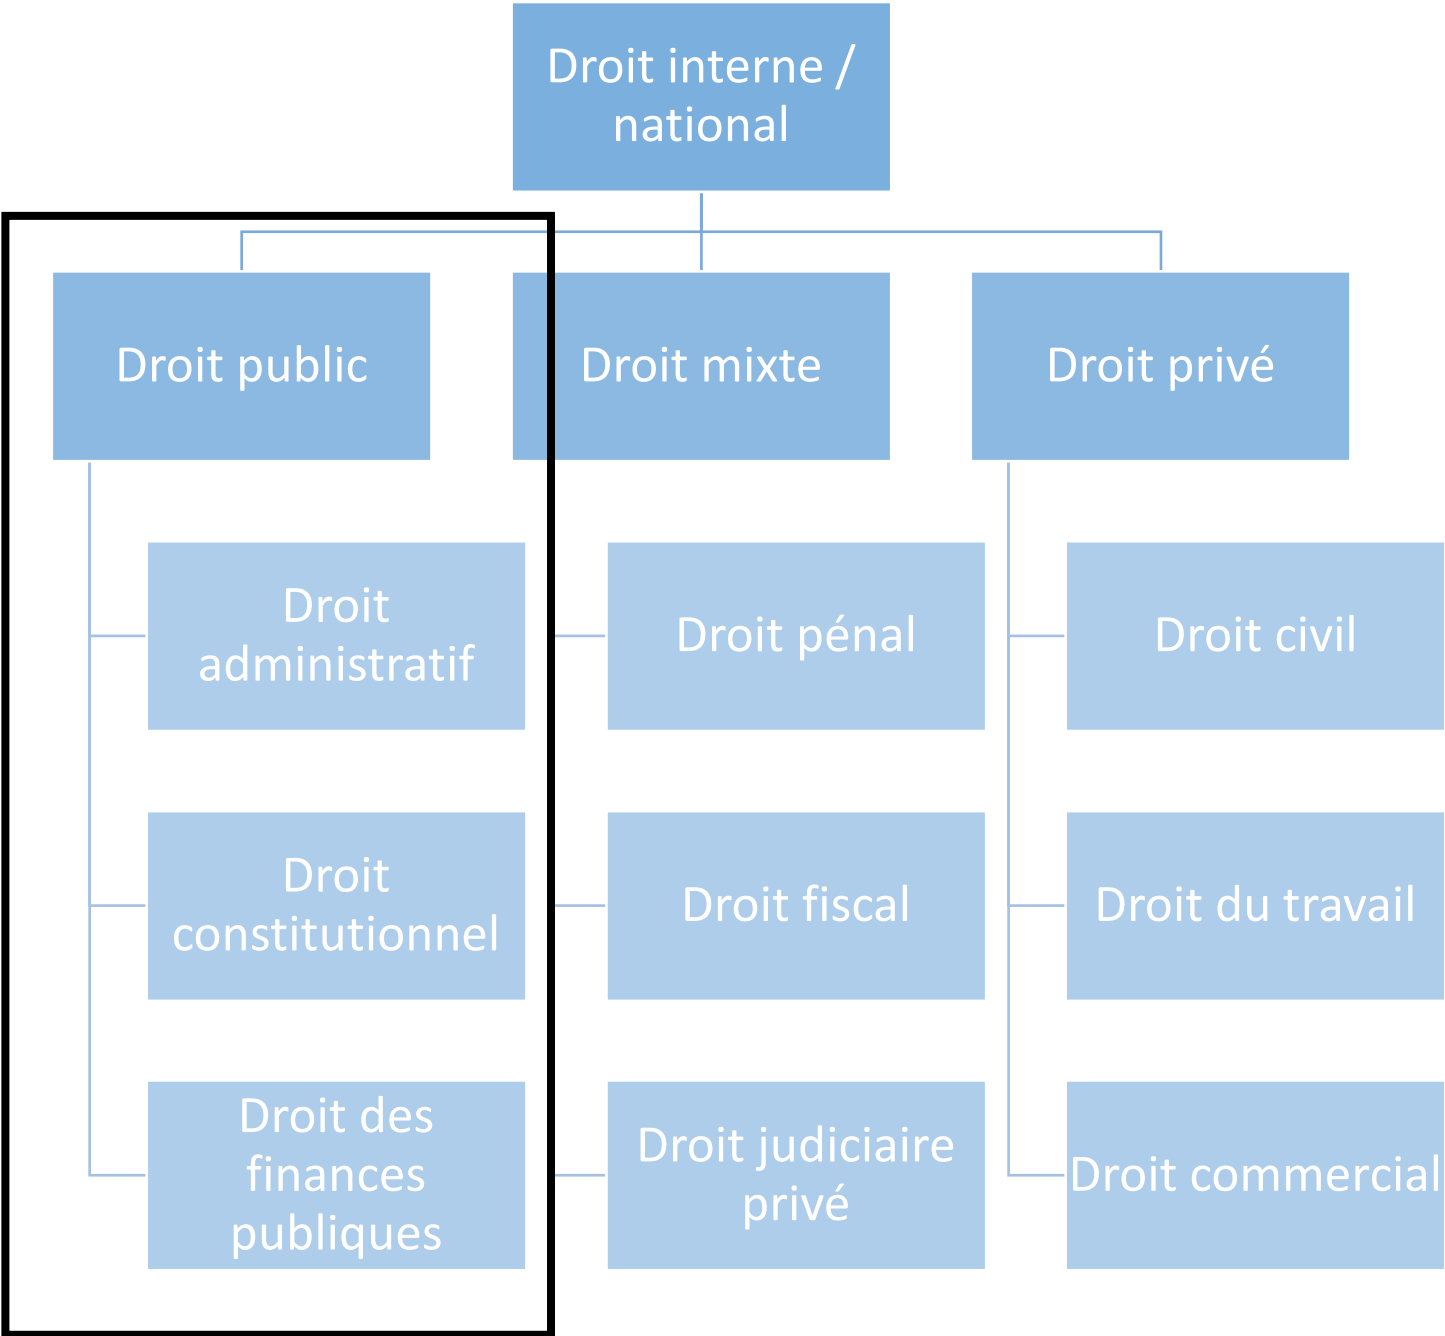 Droit interne /
national
Droit public
Droit mixte
Droit privé
Droit
administratif
Droit pénal
Droit civil
Droit
constitutionnel
Droit fiscal
Droit du travail
Droit des
finances
publiques
Droit judiciaire
privé
Droit commercial